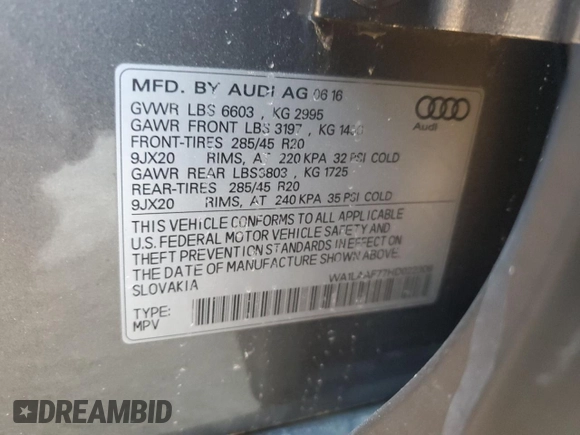 MFD. BY AUDI AG 06 16
GVWR LBS 6603 , KG 2995
GAWR FRONT LBS 3197 , KG
FRONT-TIRES 285/45 R20
9JX20 RIMS, AT 220 KPA 32 PSI COLD
GAWR REAR LBS3803 , KG 1725
REAR-TIRES 285/45 R20
9JX20 RIMS, AT 240 KPA 35 PSI COLD
THIS VEHICLE CONFORMS TO ALL APPLICABLE
U.S. FEDERAL MOTOR VEHICLE SAFETY AND
THEFT PREVENTION STANDARDS IN EFFECT ON
THE DATE OF MANUFACTURE SHOWN ABOVE.
SLOVAKIA
TYPE:
MPV
Audi
DREAMBID